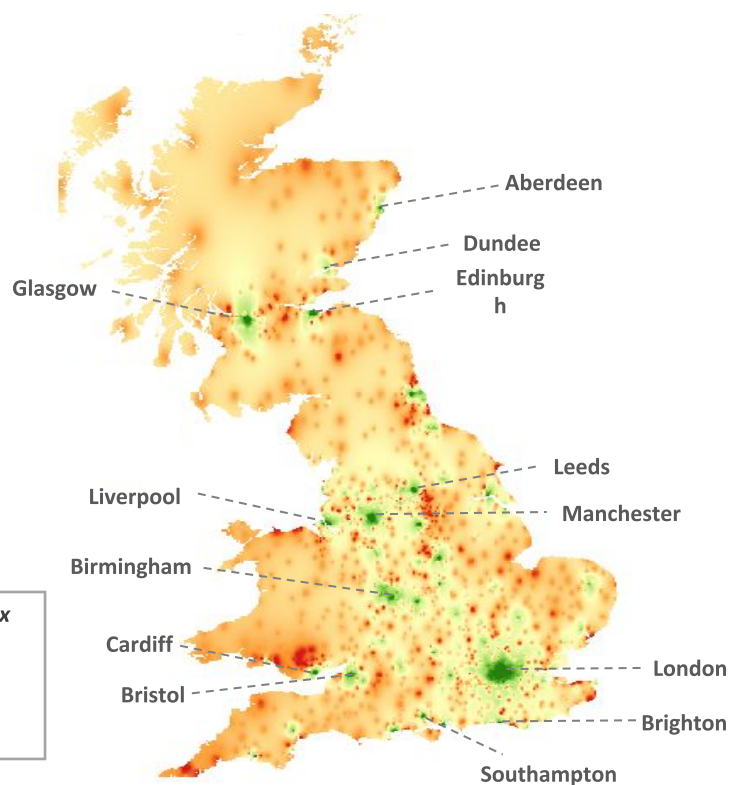 Aberdeen
Dundee
Edinburg
h
Glasgow
Leeds
Liverpool
Manchester
Birmingham
x
Cardiff
London
Bristol
Brighton
Southampton